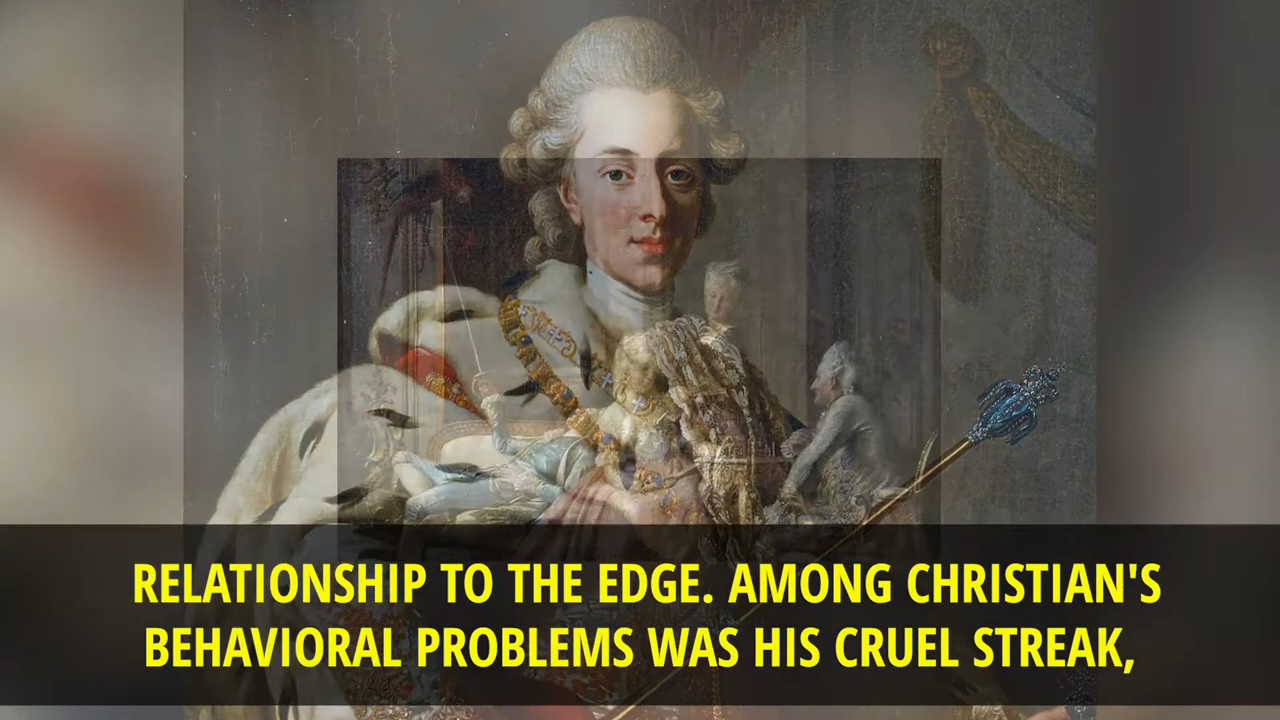 RELATIONSHIP TO THE EDGE. AMONG CHRISTIAN'S
BEHAVIORAL PROBLEMS WAS HIS CRUEL STREAK,